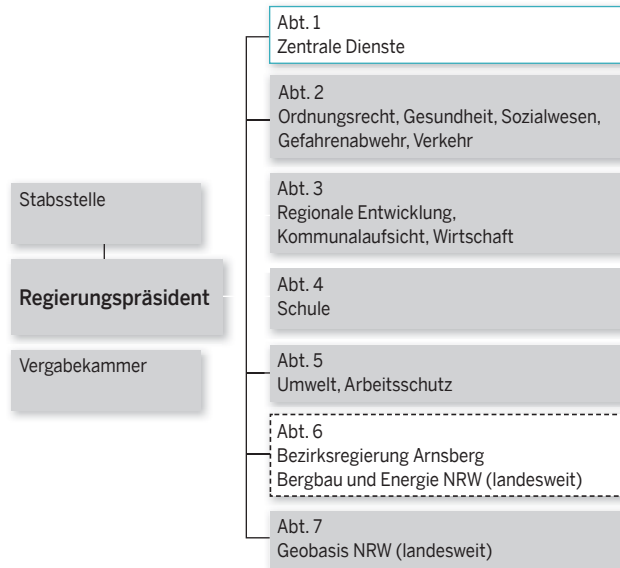 Stabsstelle
Regierungspräsident
Vergabekammer
Abt. 1
Zentrale Dienste
Abt. 2
Ordnungsrecht, Gesundheit, Sozialwesen,
Gefahrenabwehr, Verkehr
Abt. 3
Regionale Entwicklung,
Kommunalaufsicht, Wirtschaft
Abt. 4
Schule
Abt. 5
Umwelt, Arbeitsschutz
Abt. 6
Bezirksregierung Arnsberg
Bergbau und Energie NRW (landesweit)
Abt. 7
Geobasis NRW (landesweit)